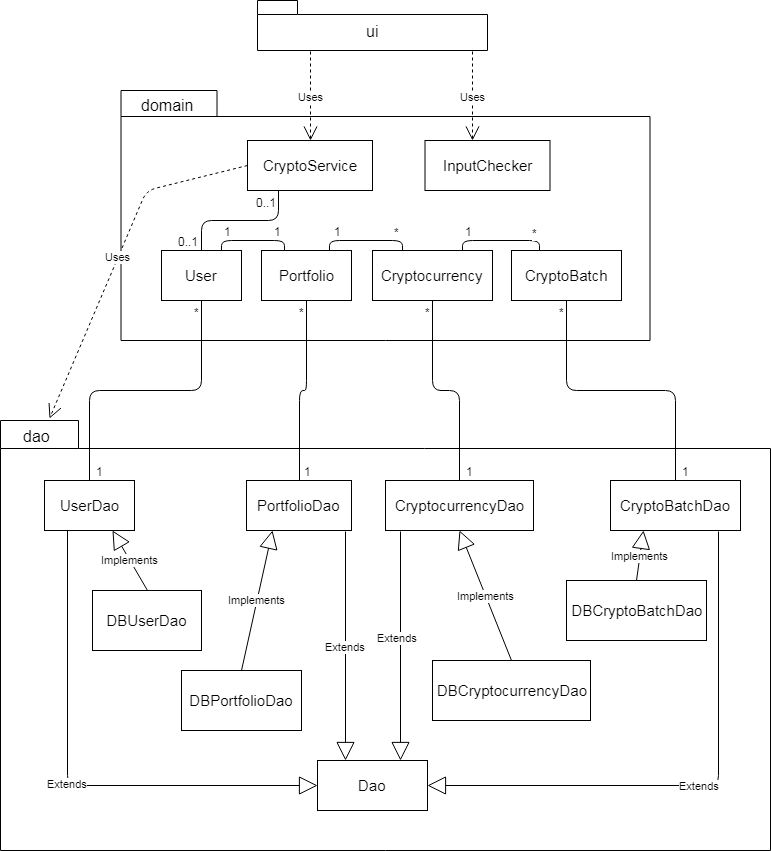 ui
Uses
Uses
domain
CryptoService
InputChecker
0..1
0..1
1
1
1
*
1
*
Uses
User
Portfolio
Cryptocurrency
CryptoBatch
*
*
*
*
dao
1
1
1
1
UserDao
PortfolioDao
CryptocurrencyDao
CryptoBatchDao
Implements
Implements
Implements
Implements
DBUserDao
DBCryptoBatchDao
Extends
Extends
DBPortfolioDao
DBCryptocurrencyDao
Extends
Dao
Extends